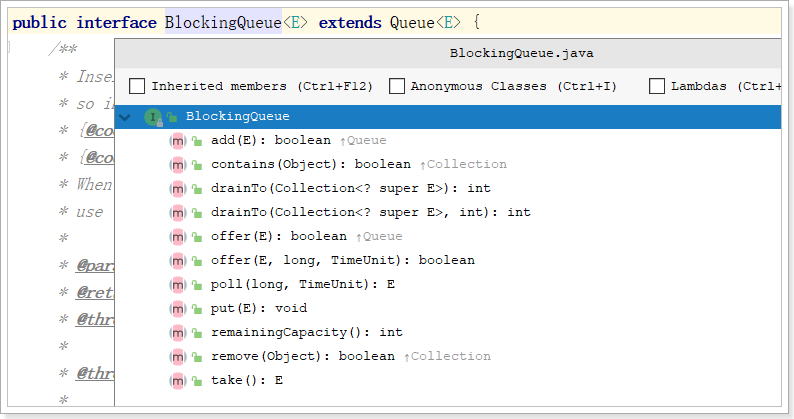 public interface BlockingQueue<E> extends Queue<E> {
/**
BlockingQueue.java
Inherited members (Ctrl+F12) Anonymous Classes (Ctrl+I) Lambdas (Ctrl+
* Inse
* so i
* {@co
* {@co
* When
* use
*
* @para
* @ret
* @thr
*
* @thr
*
I BlockingQueue
m add(E): boolean ↑Queue
m contains(Object): boolean ↑Collection
m drainTo(Collection<? super E>): int
m drainTo(Collection<? super E>, int): int
m offer(E): boolean ↑Queue
m offer(E, long, TimeUnit): boolean
m poll(long, TimeUnit): E
m put(E): void
m remainingCapacity(): int
m remove(Object): boolean ↑Collection
m take(): E